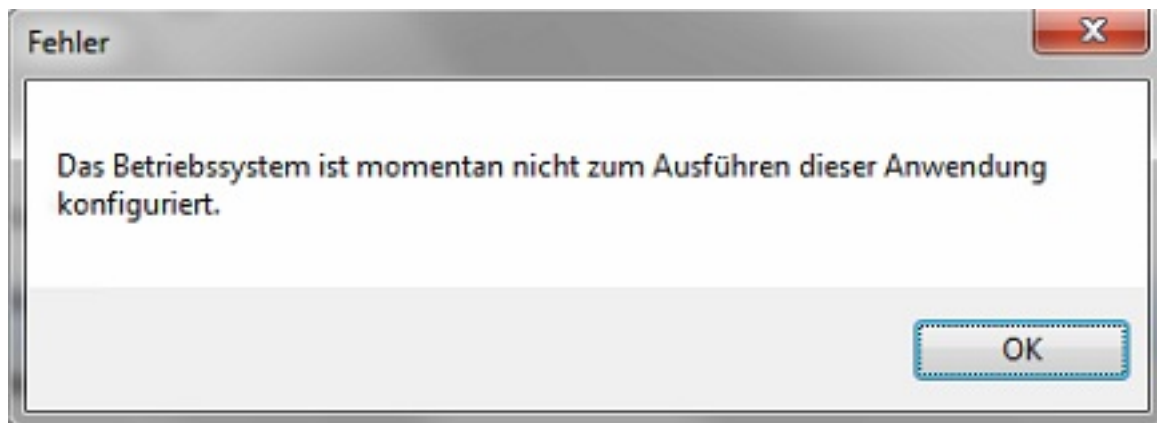 Fehler
Das Betriebssystem ist momentan nicht zum Ausführen dieser Anwendung
konfiguriert.
OK